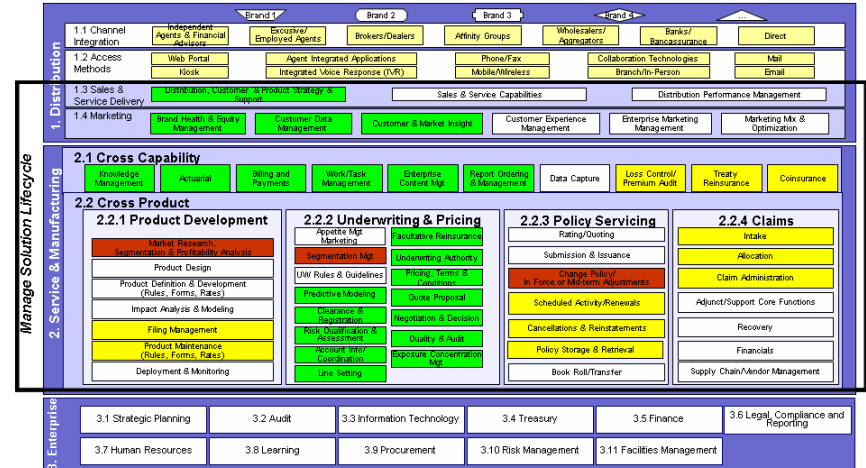 Brand 1
Brand 2
Brand 3
Brand 4
...
Manage Solution Lifecycle
1. Distribution
1.1 Channel
Integration
Independent
Agents & Financial
Advisors
Excusive/
Employed Agents
Brokers/Dealers
Affinity Groups
Wholesalers/
Aggregators
Banks/
Bancassurance
Direct
1.2 Access
Methods
Web Portal
Agent Integrated Applications
Phone/Fax
Collaboration Technologies
Mail
Kiosk
Integrated Voice Response (IVR)
Mobile/Wireless
Branch/In-Person
Email
1.3 Sales &
Service Delivery
Distribution, Customer & Product Strategy &
Support
Sales & Service Capabilities
Distribution Performance Management
1.4 Marketing
Brand Health & Equity
Management
Customer Data
Management
Customer & Market Insight
Customer Experience
Management
Enterprise Marketing
Management
Marketing Mix &
Optimization
2. Service & Manufacturing
2.1 Cross Capability
Knowledge
Management
Actuarial
Billing and
Payments
Work/Task
Management
Enterprise
Content Mgt
Report Ordering
& Management
Data Capture
Loss Control/
Premium Audit
Treaty
Reinsurance
Coinsurance
2.2 Cross Product
2.2.1 Product Development
Market Research,
Segmentation & Profitability Analysis
Product Design
Product Definition & Development
(Rules, Forms, Rates)
Impact Analysis & Modeling
Filing Management
Product Maintenance
(Rules, Forms, Rates)
Deployment & Monitoring
2.2.2 Underwriting & Pricing
Appetite Mgt
Marketing
Segmentation Mgt
UW Rules & Guidelines
Predictive Modeling
Clearance &
Registration
Risk Qualification &
Assessment
Account Info/
Coordination
Line Setting
Facultative Reinsurance
Underwriting Authority
Pricing, Terms &
Conditions
Quote Proposal
Negotiation & Decision
Quality & Audit
Exposure Concentration
Mgt
2.2.3 Policy Servicing
Rating/Quoting
Submission & Issuance
Change Policy/
In Force or Mid-term Adjustments
Scheduled Activity/Renewals
Cancellations & Reinstatements
Policy Storage & Retrieval
Book Roll/Transfer
2.2.4 Claims
Intake
Allocation
Claim Administration
Adjunct/Support Core Functions
Recovery
Financials
Supply Chain/Vendor Management
3. Enterprise
3.1 Strategic Planning
3.2 Audit
3.3 Information Technology
3.4 Treasury
3.5 Finance
3.6 Legal, Compliance and
Reporting
3.7 Human Resources
3.8 Learning
3.9 Procurement
3.10 Risk Management
3.11 Facilities Management